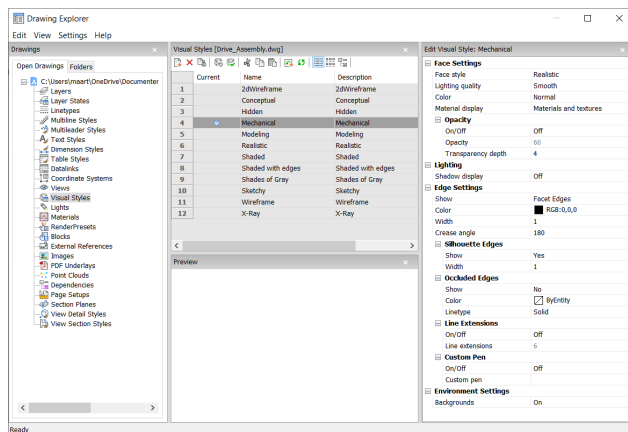 Drawing Explorer
Edit View Settings Help
Drawings
Open Drawings Folders
C:\Users\maart\OneDrive\Documenter
Layers
Layer States
Linetypes
Multiline Styles
Multileader Styles
Text Styles
Dimension Styles
Table Styles
Datalinks
Coordinate Systems
Views
Visual Styles
Lights
Materials
RenderPresets
Blocks
External References
Images
PDF Underlays
Point Clouds
Dependencies
Page Setups
Section Planes
View Detail Styles
View Section Styles
Visual Styles [Drive_Assembly.dwg]
Current Name Description
1 2dWireframe 2dWireframe
2 Conceptual Conceptual
3 Hidden Hidden
4 Mechanical Mechanical
5 Modeling Modeling
6 Realistic Realistic
7 Shaded Shaded
8 Shaded with edges Shaded with edges
9 Shades of Gray Shades of Gray
10 Sketchy Sketchy
11 Wireframe Wireframe
12 X-Ray X-Ray
Preview
Edit Visual Style: Mechanical
Face Settings
Face style Realistic
Lighting quality Smooth
Color Normal
Material display Materials and textures
Opacity
On/Off Off
Opacity 60
Transparency depth 4
Lighting
Shadow display Off
Edge Settings
Show Facet Edges
Color RGB:0,0,0
Width 1
Crease angle 180
Silhouette Edges
Show Yes
Width 1
Occluded Edges
Show No
Color ByEntity
Linetype Solid
Line Extensions
On/Off Off
Line extensions 6
Custom Pen
On/Off Off
Custom pen
Environment Settings
Backgrounds On
Ready